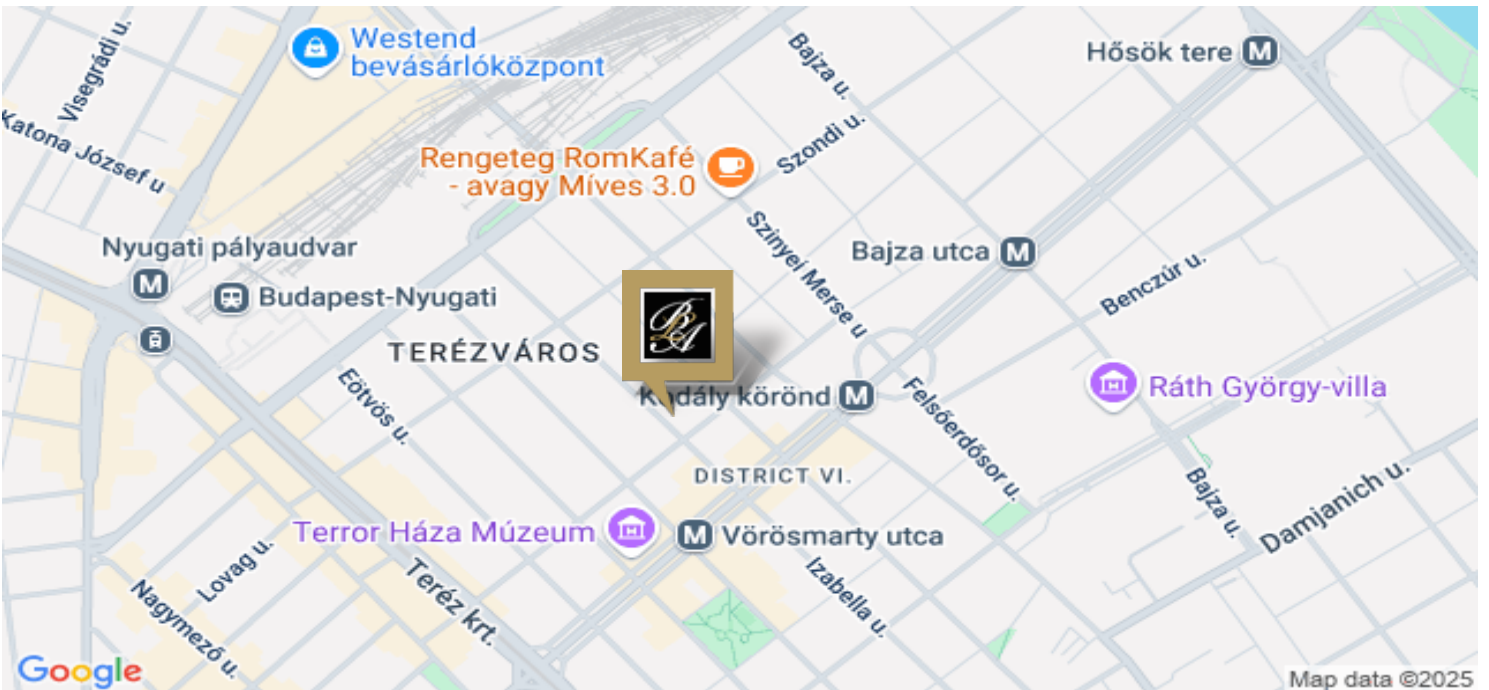 Visegrádi u.
Westend
bevásárlóközpont
Bajza u.
Hősök tere M
Katona József u
Rengeteg RomKafé
- avagy Míves 3.0
Szondi u.
Nyugati pályaudvar
M
Szinyei Merse u
Bajza utca M
Benczúr u.
Budapest-Nyugati
TERÉZVÁROS
Eötvös u.
Kodály körönd M
Felsőerdősor u.
Ráth György-villa
DISTRICT VI.
Bajza u.
Damjanich u.
Terror Háza Múzeum
M Vörösmarty utca
Lovag u.
Teréz krt.
Izabella u.
Nagymező u.
Google
Map data ©2025